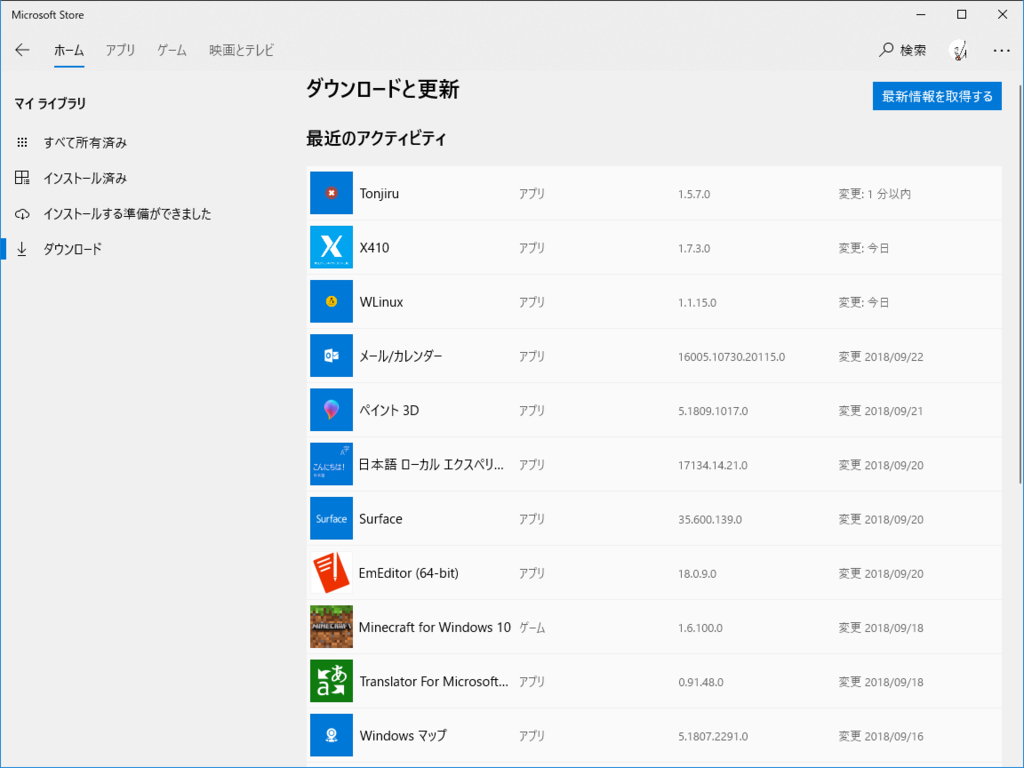 Microsoft Store
ホーム アプリ ゲーム 映画とテレビ 検索
マイ ライブラリ
すべて所有済み
インストール済み
インストールする準備ができました
ダウンロード
ダウンロードと更新
最新情報を取得する
最近のアクティビティ
Tonjiru アプリ 1.5.7.0 変更: 1 分以内
X410 アプリ 1.7.3.0 変更: 今日
WLinux アプリ 1.1.15.0 変更: 今日
メール/カレンダー アプリ 16005.10730.20115.0 変更 2018/09/22
ペイント 3D アプリ 5.1809.1017.0 変更 2018/09/21
こんにちは!
日本語 ローカル エクスペリ... アプリ 17134.14.21.0 変更 2018/09/20
Surface Surface アプリ 35.600.139.0 変更 2018/09/20
EmEditor (64-bit) アプリ 18.0.9.0 変更 2018/09/20
MINECRAFT Minecraft for Windows 10 ゲーム 1.6.100.0 変更 2018/09/18
あ a Translator For Microsoft... アプリ 0.91.48.0 変更 2018/09/18
Windows マップ アプリ 5.1807.2291.0 変更 2018/09/16